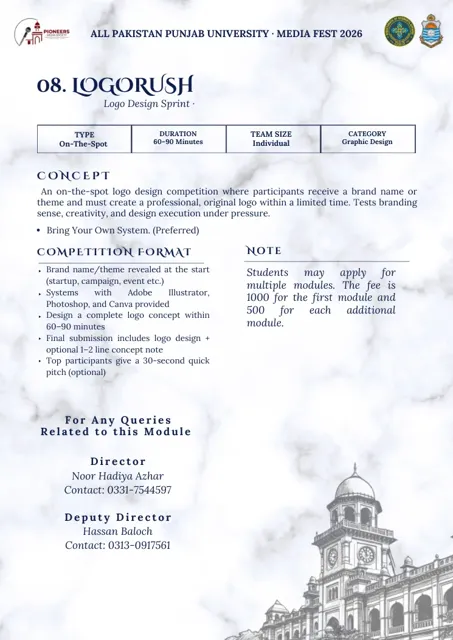 PIONEERS
ALL PAKISTAN PUNJAB UNIVERSITY · MEDIA FEST 2026
08. LOGORUSH
Logo Design Sprint ·
TYPE
On-The-Spot
DURATION
60–90 Minutes
TEAM SIZE
Individual
CATEGORY
Graphic Design
CONCEPT
An on-the-spot logo design competition where participants receive a brand name or
theme and must create a professional, original logo within a limited time. Tests branding
sense, creativity, and design execution under pressure.
• Bring Your Own System. (Preferred)
COMPETITION FORMAT
• Brand name/theme revealed at the start
(startup, campaign, event etc.)
• Systems with Adobe Illustrator,
Photoshop, and Canva provided
• Design a complete logo concept within
60–90 minutes
• Final submission includes logo design +
optional 1–2 line concept note
• Top participants give a 30-second quick
pitch (optional)
NOTE
Students may apply for
multiple modules. The fee is
1000 for the first module and
500 for each additional
module.
For Any Queries
Related to this Module
Director
Noor Hadiya Azhar
Contact: 0331-7544597
Deputy Director
Hassan Baloch
Contact: 0313-0917561